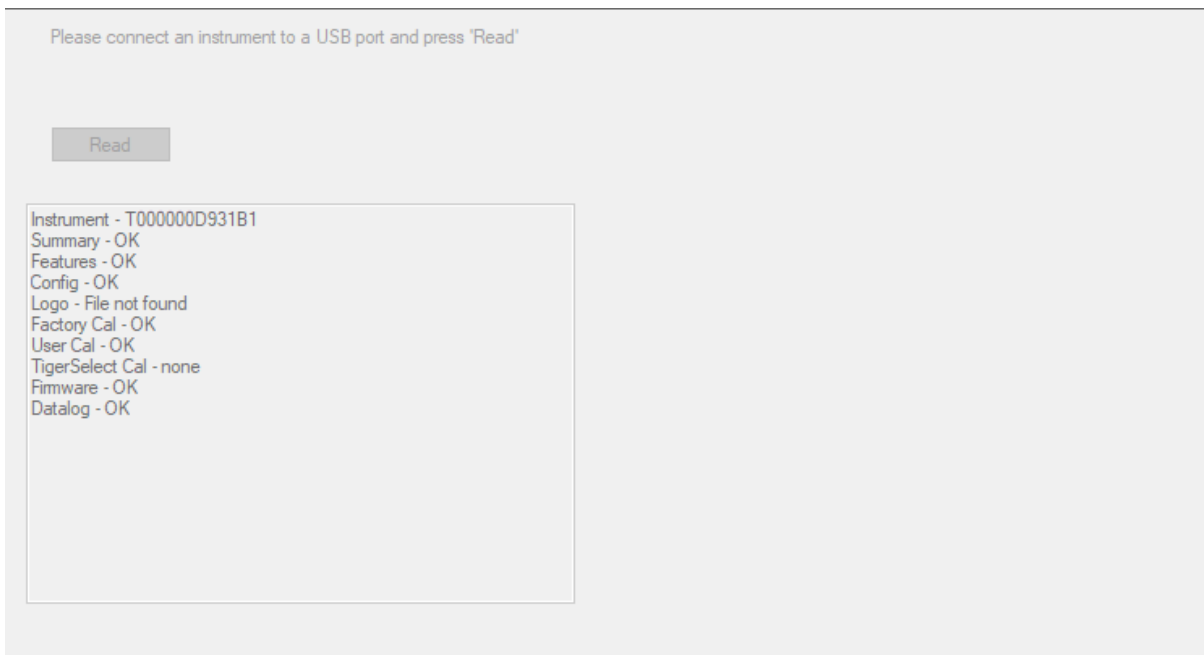 Please connect an instrument to a USB port and press 'Read'
Read
Instrument - T000000D931B1
Summary - OK
Features - OK
Config - OK
Logo - File not found
Factory Cal - OK
User Cal - OK
TigerSelect Cal - none
Firmware - OK
Datalog - OK